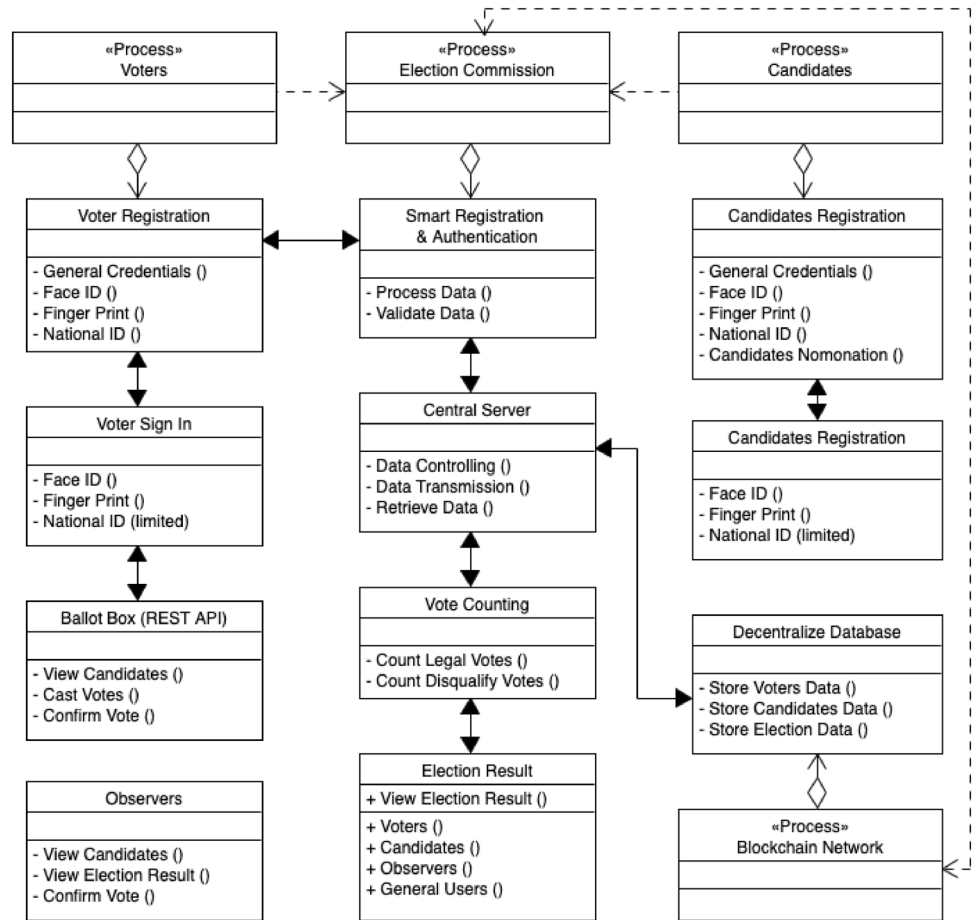 «Process»
Voters
«Process»
Election Commission
«Process»
Candidates
Voter Registration
- General Credentials ()
- Face ID ()
- Finger Print ()
- National ID ()
Smart Registration
& Authentication
- Process Data ()
- Validate Data ()
Candidates Registration
- General Credentials ()
- Face ID ()
- Finger Print ()
- National ID ()
- Candidates Nomonation ()
Voter Sign In
- Face ID ()
- Finger Print ()
- National ID (limited)
Central Server
- Data Controlling ()
- Data Transmission ()
- Retrieve Data ()
Candidates Registration
- Face ID ()
- Finger Print ()
- National ID (limited)
Ballot Box (REST API)
- View Candidates ()
- Cast Votes ()
- Confirm Vote ()
Vote Counting
- Count Legal Votes ()
- Count Disqualify Votes ()
Decentralize Database
- Store Voters Data ()
- Store Candidates Data ()
- Store Election Data ()
Observers
- View Candidates ()
- View Election Result ()
- Confirm Vote ()
Election Result
+ View Election Result ()
+ Voters ()
+ Candidates ()
+ Observers ()
+ General Users ()
«Process»
Blockchain Network